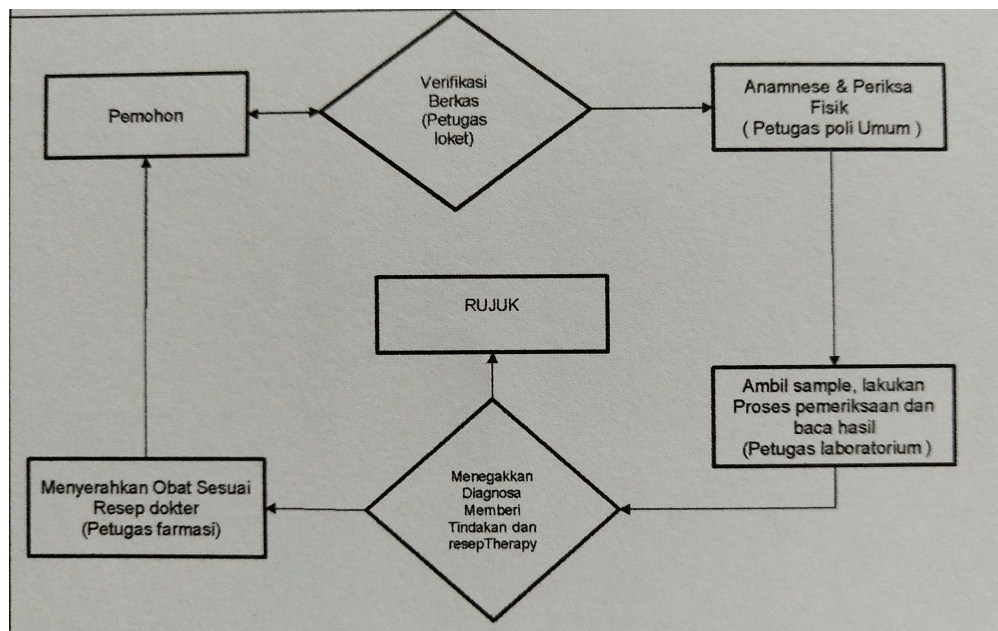 Pemohon
Verifikasi
Berkas
(Petugas
loket)
Anamnese & Periksa
Fisik
( Petugas poli Umum )
RUJUK
Ambil sample, lakukan
Proses pemeriksaan dan
baca hasil
(Petugas laboratorium )
Menegakkan
Diagnosa
Memberi
Tindakan dan
resepTherapy
Menyerahkan Obat Sesuai
Resep dokter
(Petugas farmasi)